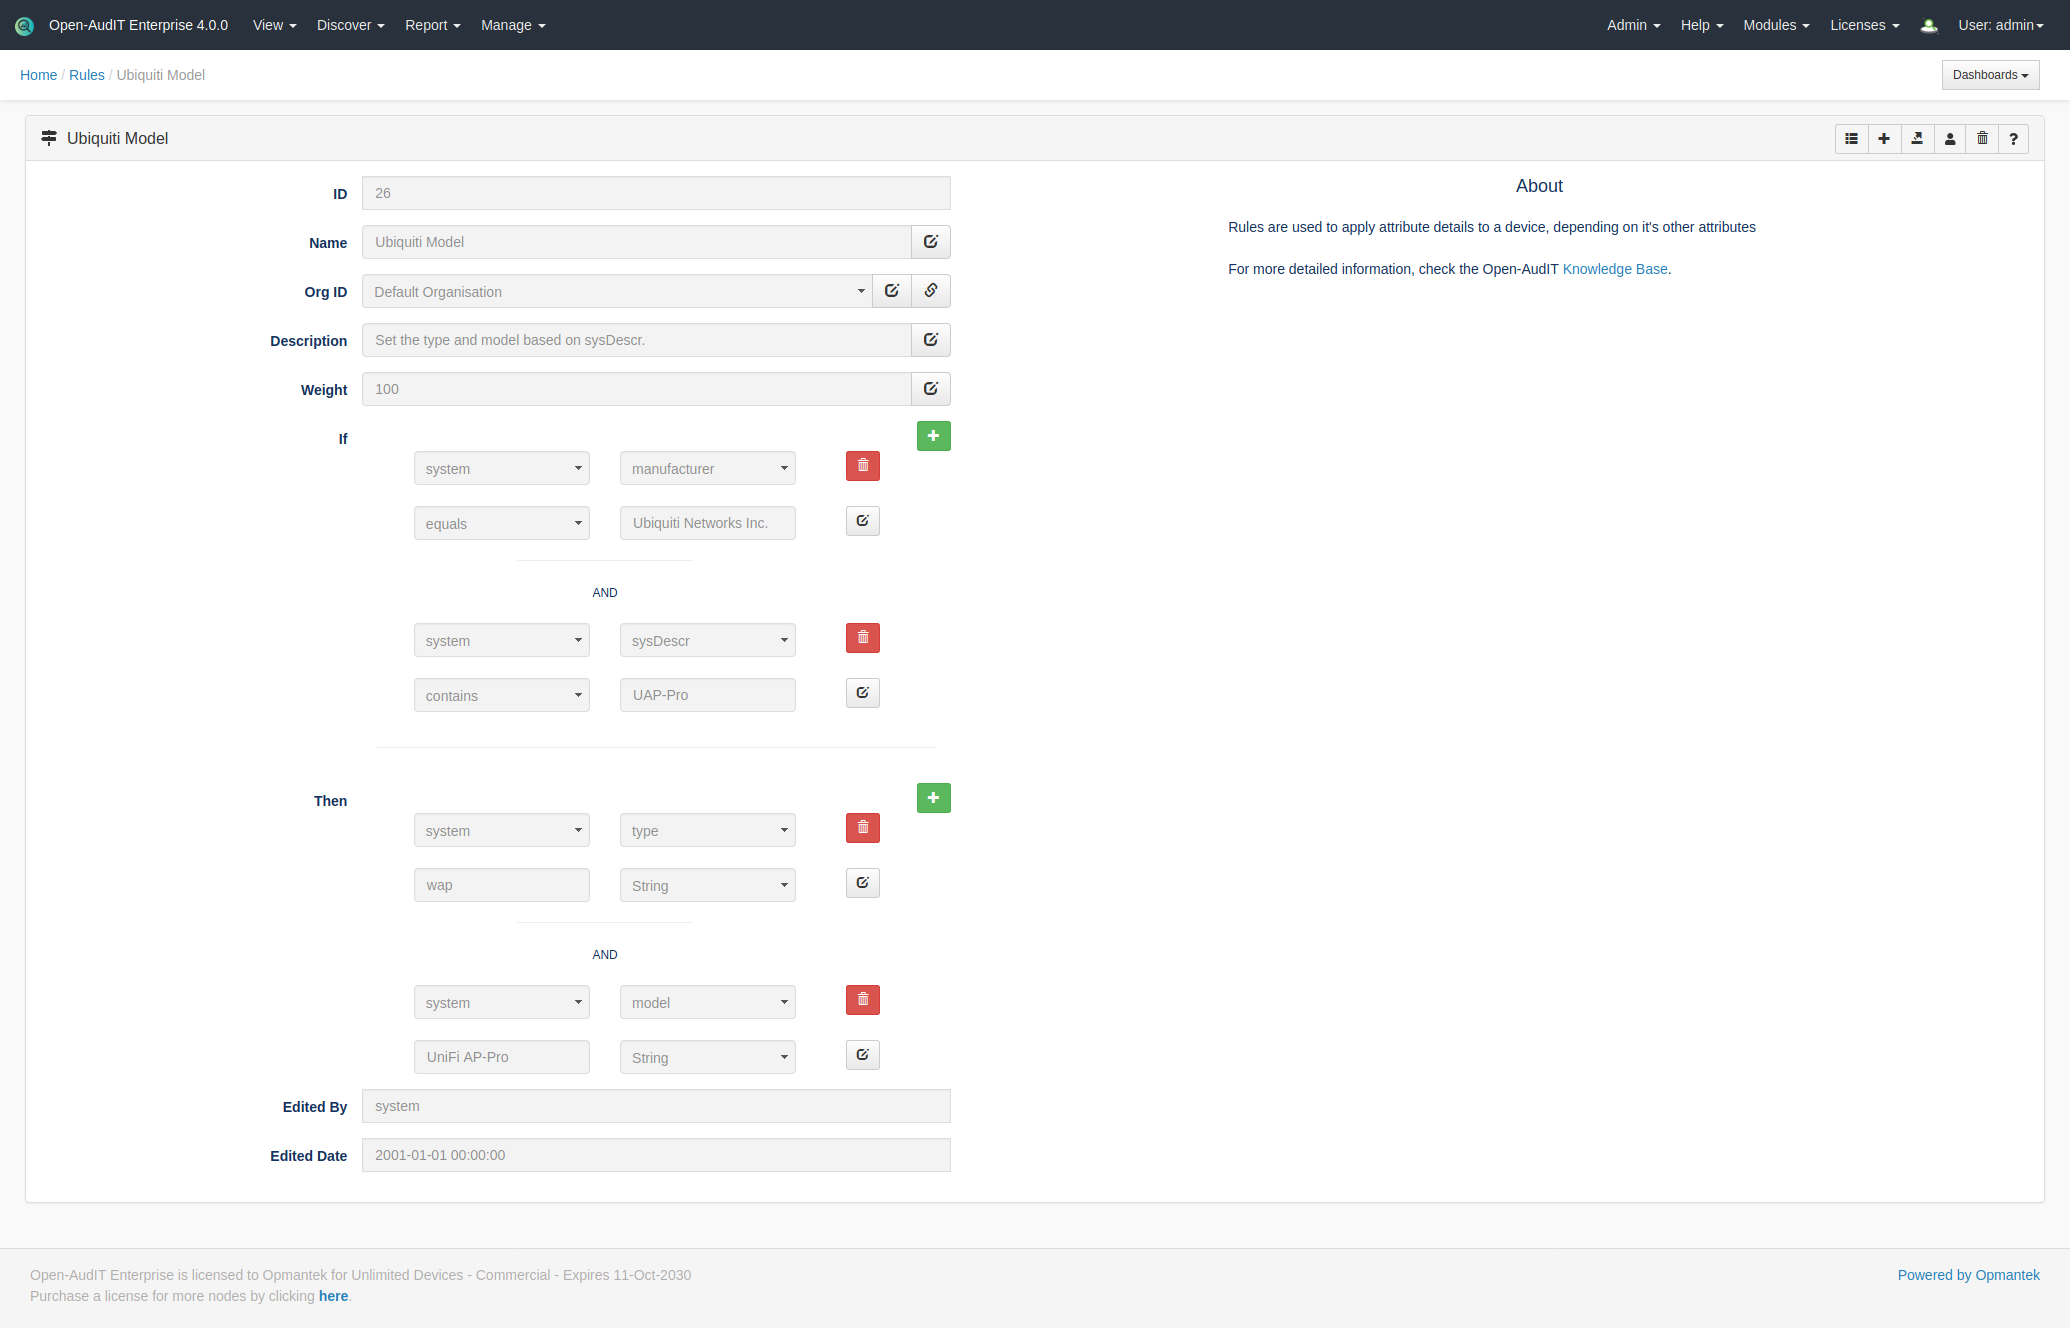 Open-AudIT Enterprise 4.0.0 View Discover Report Manage Admin Help Modules Licenses User: admin
Home / Rules / Ubiquiti Model Dashboards
Ubiquiti Model ?
ID 26
Name Ubiquiti Model
Org ID Default Organisation
Description Set the type and model based on sysDescr.
Weight 100
If
system manufacturer
equals Ubiquiti Networks Inc.
AND
system sysDescr
contains UAP-Pro
Then
system type
wap String
AND
system model
UniFi AP-Pro String
Edited By system
Edited Date 2001-01-01 00:00:00
About
Rules are used to apply attribute details to a device, depending on it's other attributes
For more detailed information, check the Open-AudIT Knowledge Base.
Open-AudIT Enterprise is licensed to Opmantek for Unlimited Devices - Commercial - Expires 11-Oct-2030
Purchase a license for more nodes by clicking here.
Powered by Opmantek